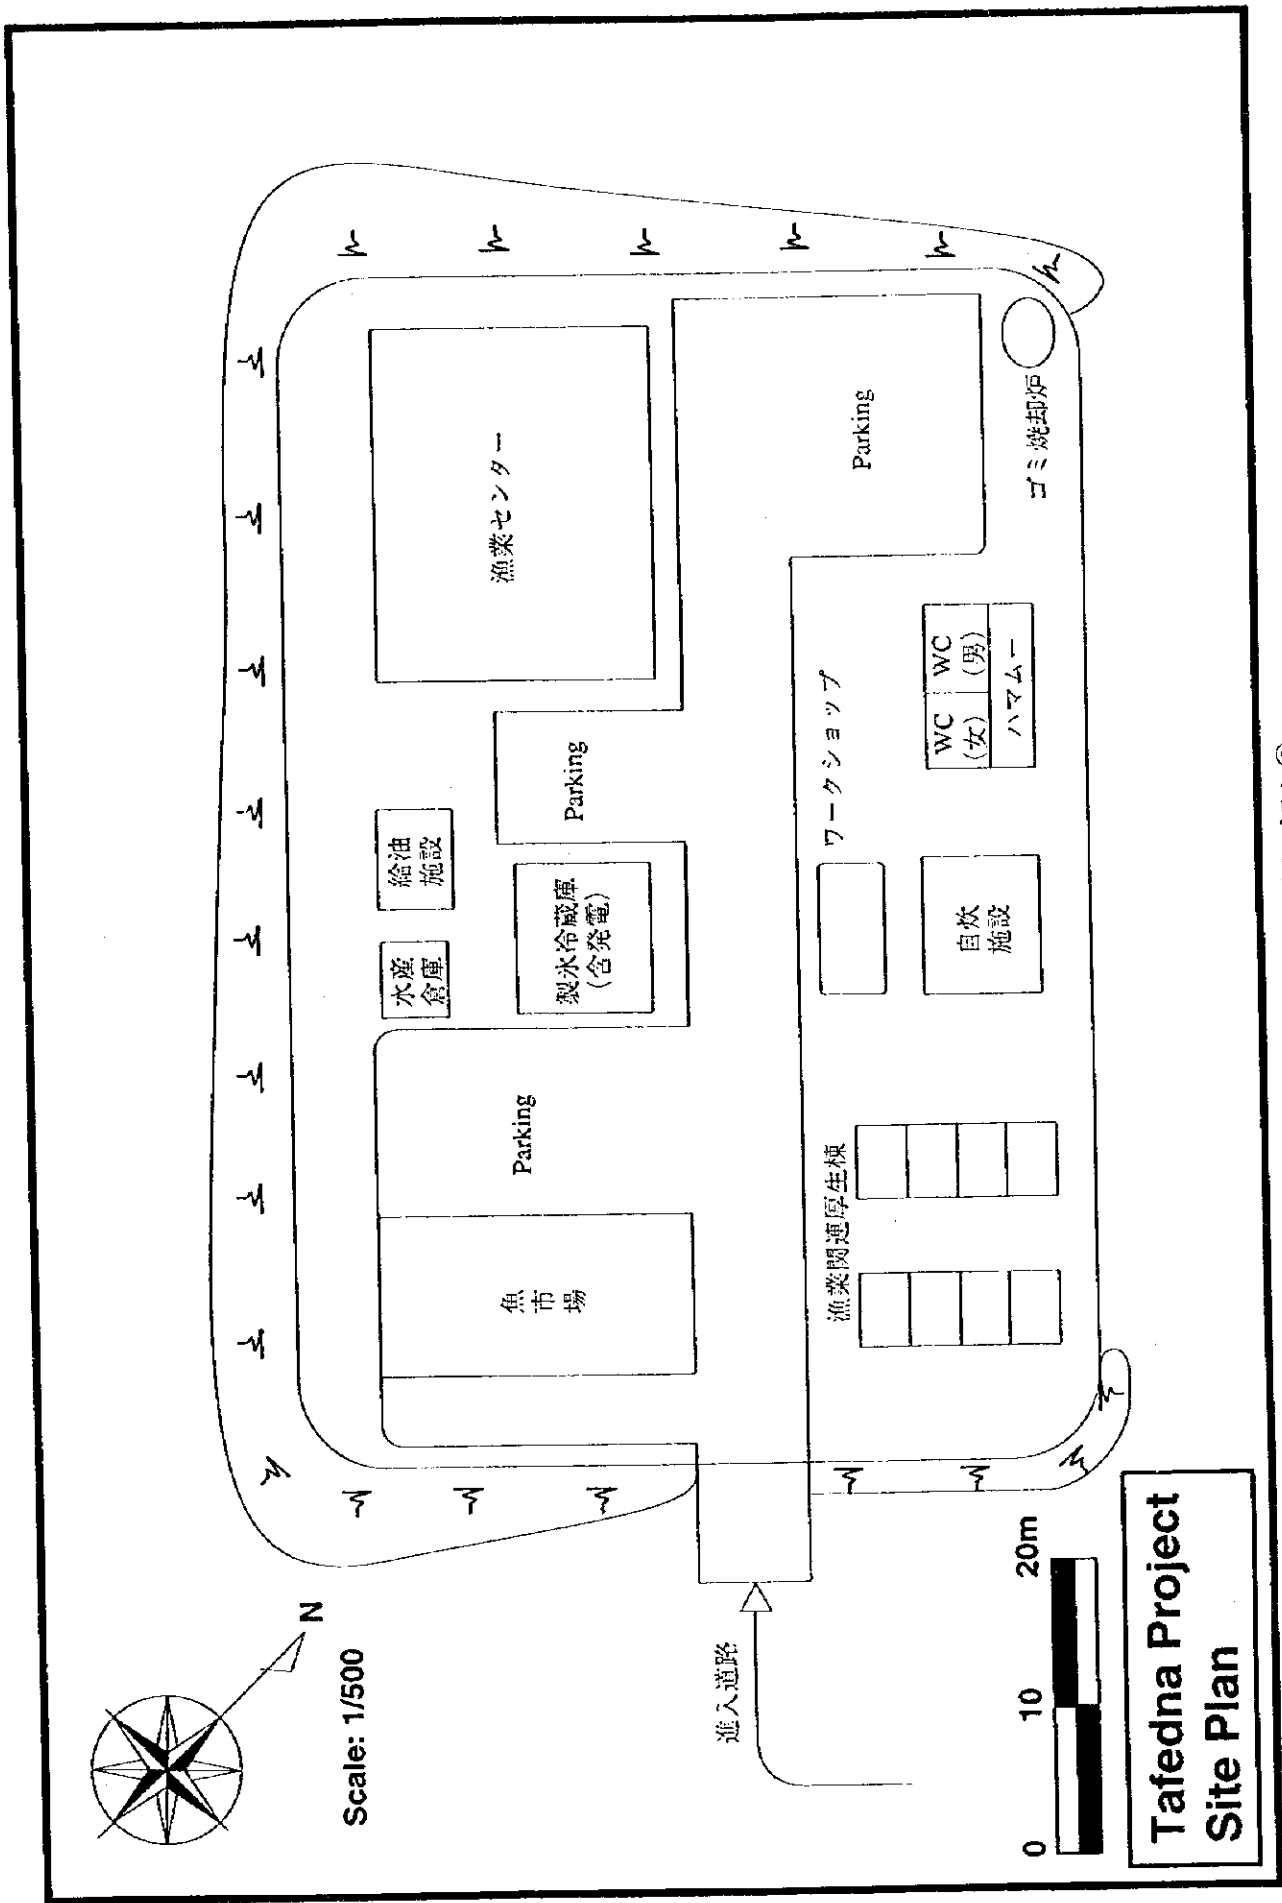 漁業センター
Parking
ゴミ焼却炉
給油
施設
Parking
水産
倉庫
製氷冷蔵庫
(含発電)
ワークショップ
WC
(女)
WC
(男)
ハマムー
自炊
施設
Parking
魚
市
場
漁業関連厚生棟
進入道路
N
Scale: 1/500
0
10
20m
Tafedna Project
Site Plan